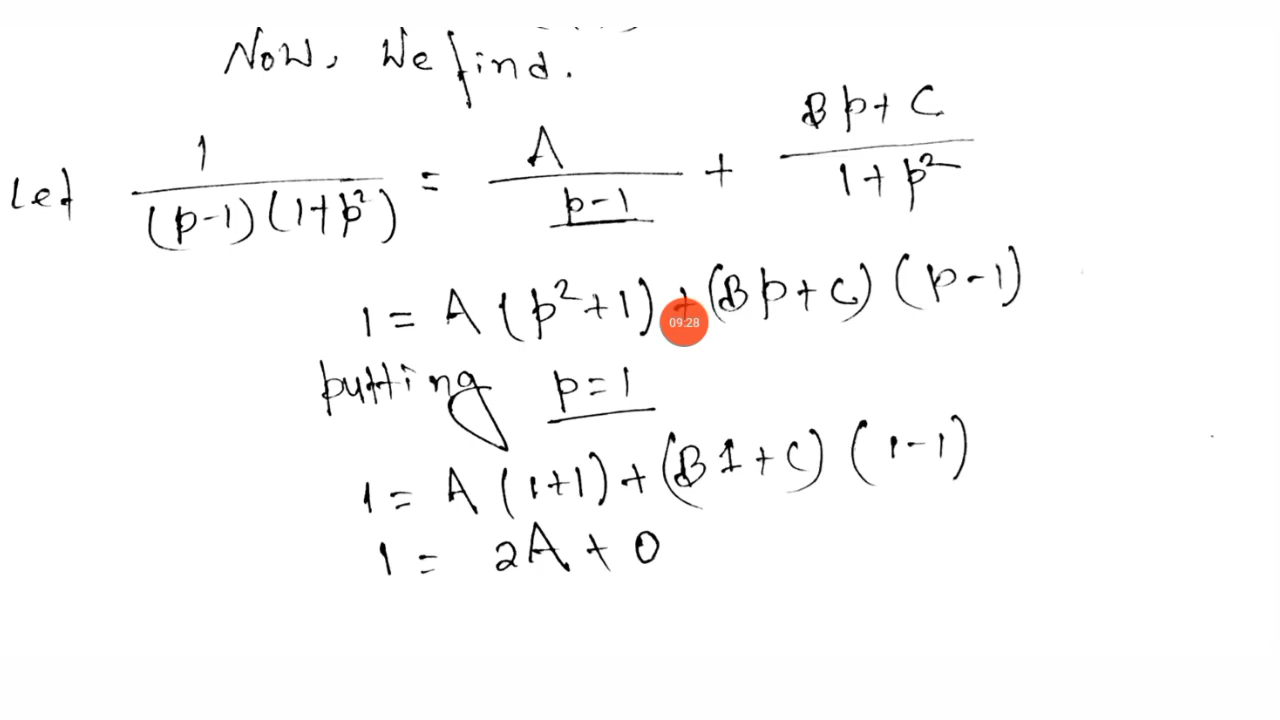 Now, We find.
Let 1/((p-1)(1+p²)) = A/(p-1) + (Bp+C)/(1+p²)
1 = A(p²+1) + (Bp+C)(p-1)
09:28
putting p=1
1 = A(1+1) + (B1+C)(1-1)
1 = 2A + 0